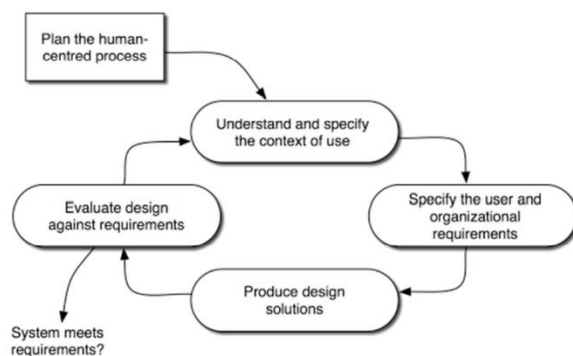 Plan the human-
centred process
Understand and specify
the context of use
Specify the user and
organizational
requirements
Produce design
solutions
Evaluate design
against requirements
System meets
requirements?